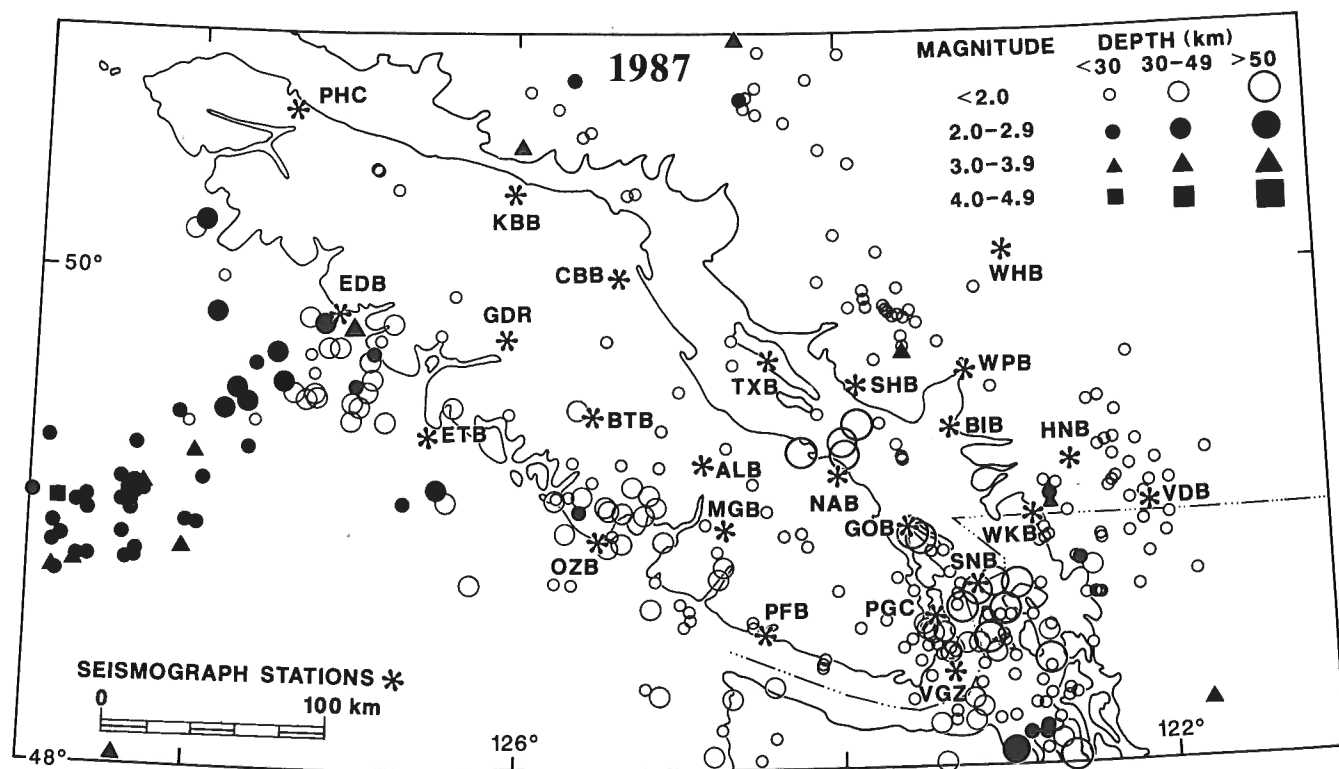 1987
MAGNITUDE
DEPTH (km)
<30 30-49 >50
<2.0
2.0-2.9
3.0-3.9
4.0-4.9
PHC
KBB
50°
WHB
EDB
CBB
GDR
TXB
SHB
WPB
ETB
BTB
BIB
HNB
ALB
NAB
VDB
MGB
GOB
WKB
OZB
SNB
PFB
PGC
VGZ
SEISMOGRAPH STATIONS
0
100 km
48°
126°
122°